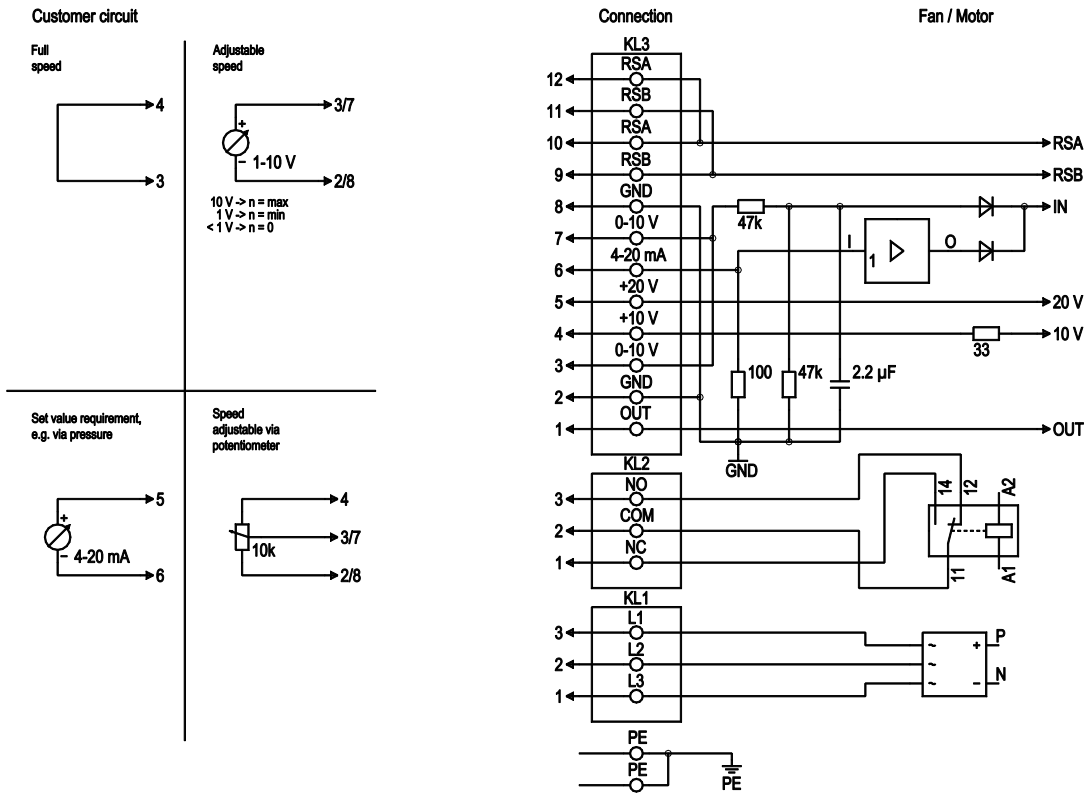 Customer circuit
Connection
Fan / Motor
Full
speed
4
3
Adjustable
speed
3/7
+
1-10 V
−
2/8
10 V -> n = max
1 V -> n = min
< 1 V -> n = 0
Set value requirement,
e.g. via pressure
5
+
4-20 mA
−
6
Speed
adjustable via
potentiometer
4
3/7
10k
2/8
KL3
RSA
12
RSB
11
RSA
10
RSA
RSB
9
RSB
GND
8
IN
0-10 V
7
47k
4-20 mA
6
I
1
O
+20 V
5
20 V
+10 V
4
33
10 V
0-10 V
3
100
47k
2.2 µF
GND
2
OUT
1
OUT
GND
KL2
NO
3
COM
2
NC
1
14
12
A2
11
A1
KL1
L1
3
L2
2
L3
1
~
~
~
+
−
P
N
PE
PE
PE